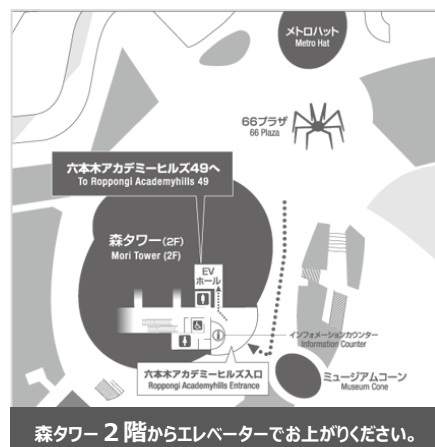 メトロハット
Metro Hat
66プラザ
66 Plaza
六本木アカデミーヒルズ49へ
To Roppongi Academyhills 49
森タワー(2F)
Mori Tower (2F)
EV
ホール
インフォメーションカウンター
Information Counter
六本木アカデミーヒルズ入口
Roppongi Academyhills Entrance
ミュージアムコーン
Museum Cone
森タワー2階からエレベーターでお上がりください。